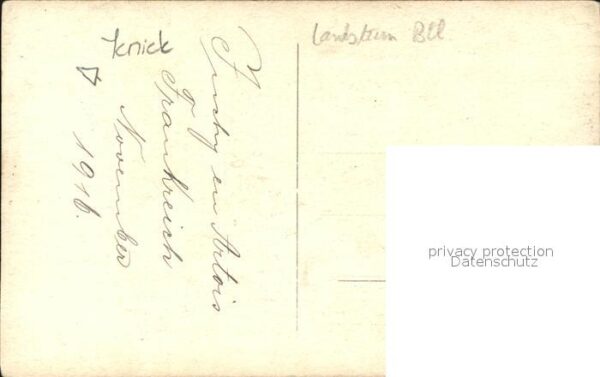 knick
Landsturm Btl
en Artois
Frankreich
November
1916.
privacy protection
Datenschutz